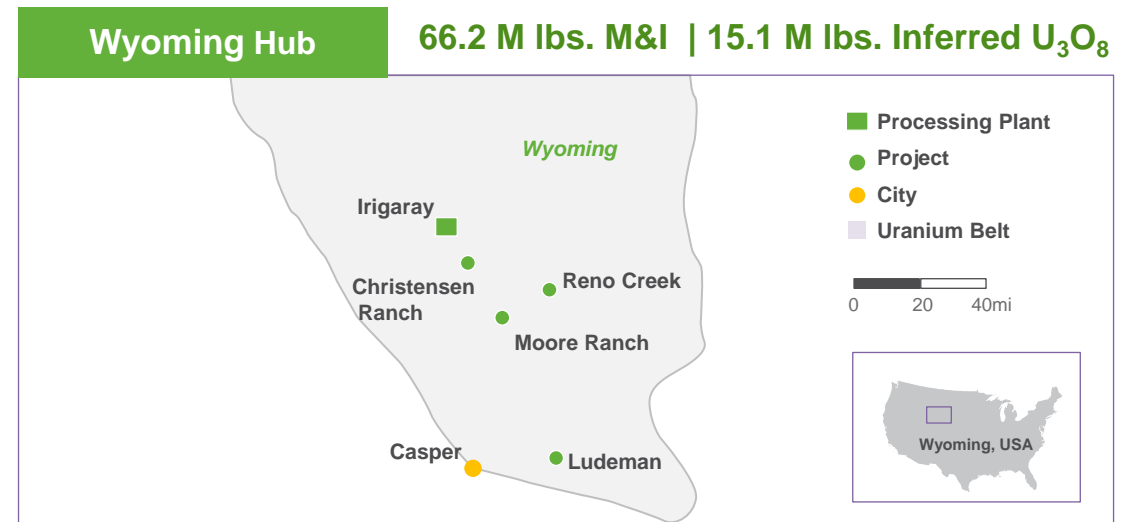 Wyoming Hub
66.2 M lbs. M&I | 15.1 M lbs. Inferred U₃O₈
Wyoming
Irigaray
Christensen
Ranch
Reno Creek
Moore Ranch
Casper
Ludeman
Processing Plant
Project
City
Uranium Belt
0 20 40mi
Wyoming, USA